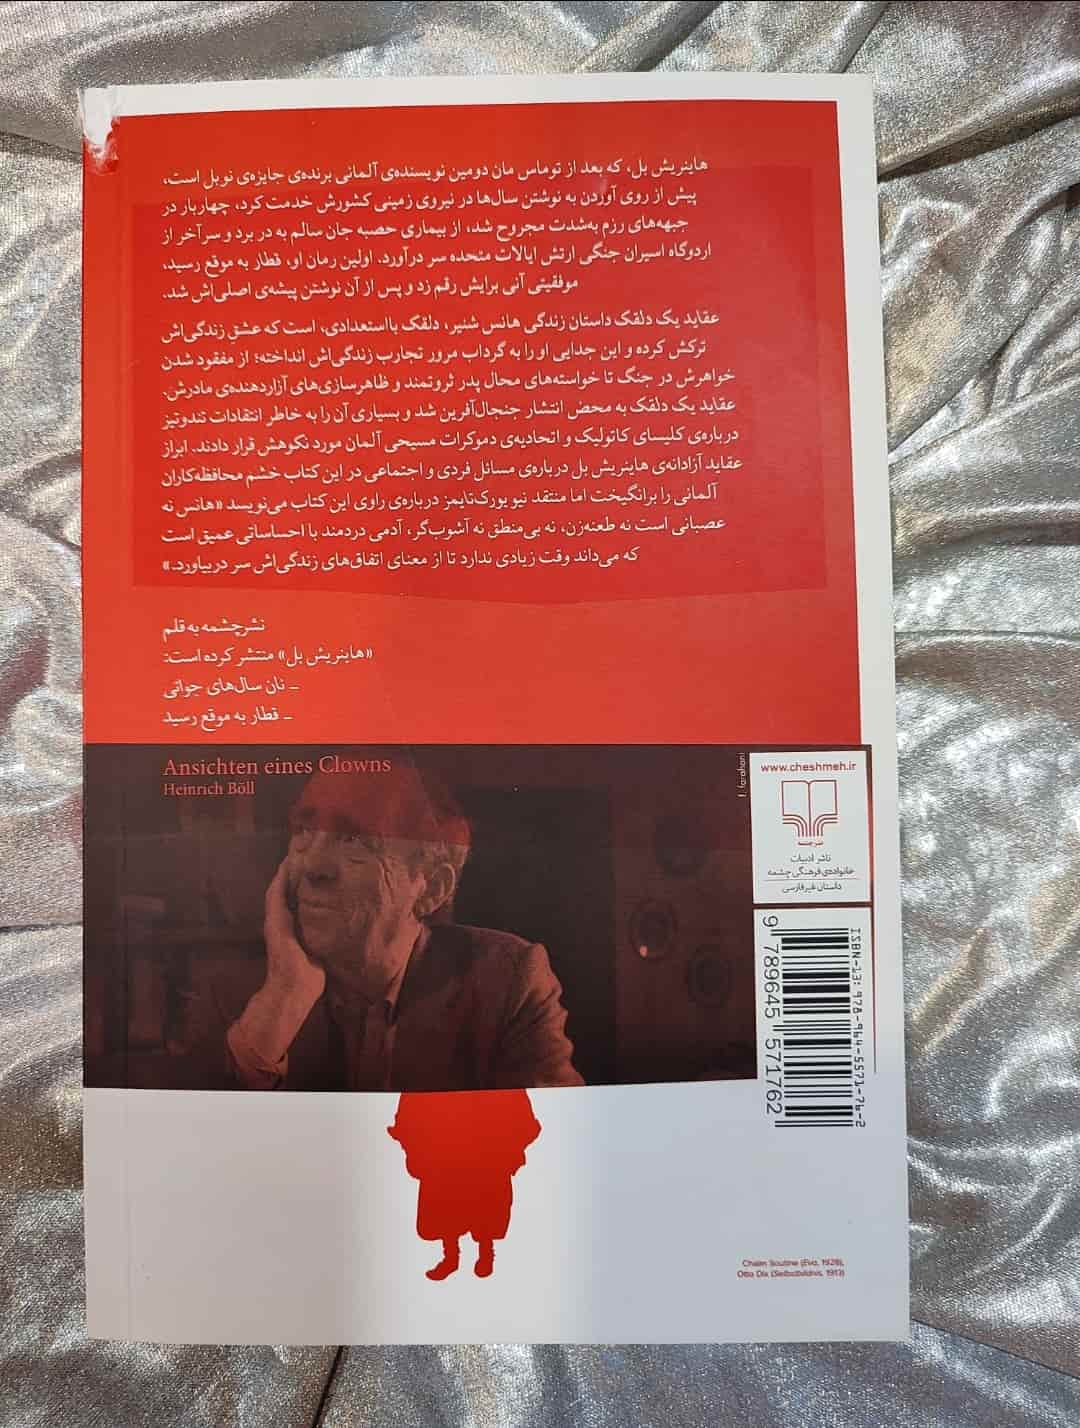 هاینریش بل، که بعد از توماس مان دومین نویسنده‌ی آلمانی برنده‌ی جایزه‌ی نوبل است،
پیش از روی آوردن به نوشتن سال‌ها در نیروی زمینی کشورش خدمت کرد، چهاربار در
جبهه‌های رزم به‌شدت مجروح شد، از بیماری حصبه جان سالم به در برد و سرآخر از
اردوگاه اسیران جنگی ارتش ایالات متحده سر درآورد. اولین رمان او، قطار به موقع رسید،
موفقیتی آنی برایش رقم زد و پس از آن نوشتن پیشه‌ی اصلی‌اش شد.
عقاید یک دلقک داستان زندگی هانس شنیر، دلقک بااستعدادی، است که عشقِ زندگی‌اش
ترکش کرده و این جدایی او را به گرداب مرور تجارب زندگی‌اش انداخته؛ از مفقود شدن
خواهرش در جنگ تا خواسته‌های محال پدر ثروتمند و ظاهرسازی‌های آزاردهنده‌ی مادرش.
عقاید یک دلقک به محض انتشار جنجال‌آفرین شد و بسیاری آن را به خاطر انتقادات تندوتیز
درباره‌ی کلیسای کاتولیک و اتحادیه‌ی دموکرات مسیحی آلمان مورد نکوهش قرار دادند. ابراز
عقاید آزادانه‌ی هاینریش بل درباره‌ی مسائل فردی و اجتماعی در این کتاب خشم محافظه‌کاران
آلمانی را برانگیخت اما منتقد نیو یورک‌تایمز درباره‌ی راوی این کتاب می‌نویسد «هانس نه
عصبانی است نه طعنه‌زن، نه بی‌منطق نه آشوب‌گر، آدمی دردمند با احساساتی عمیق است
که می‌داند وقت زیادی ندارد تا از معنای اتفاق‌های زندگی‌اش سر دربیاورد.»
نشرچشمه به قلم
«هاینریش بل» منتشر کرده است:
ـ نان سال‌های جوانی
ـ قطار به موقع رسید
Ansichten eines Clowns
Heinrich Böll
www.cheshmeh.ir
نشرچشمه
ناشر ادبیات
خانواده‌ی فرهنگی چشمه
داستان غیرفارسی
ISBN-13: 978-964-5571-76-2
9 789645 571762
Chaïm Soutine (Eva, 1928),
Otto Dix (Selbstbildnis, 1913)